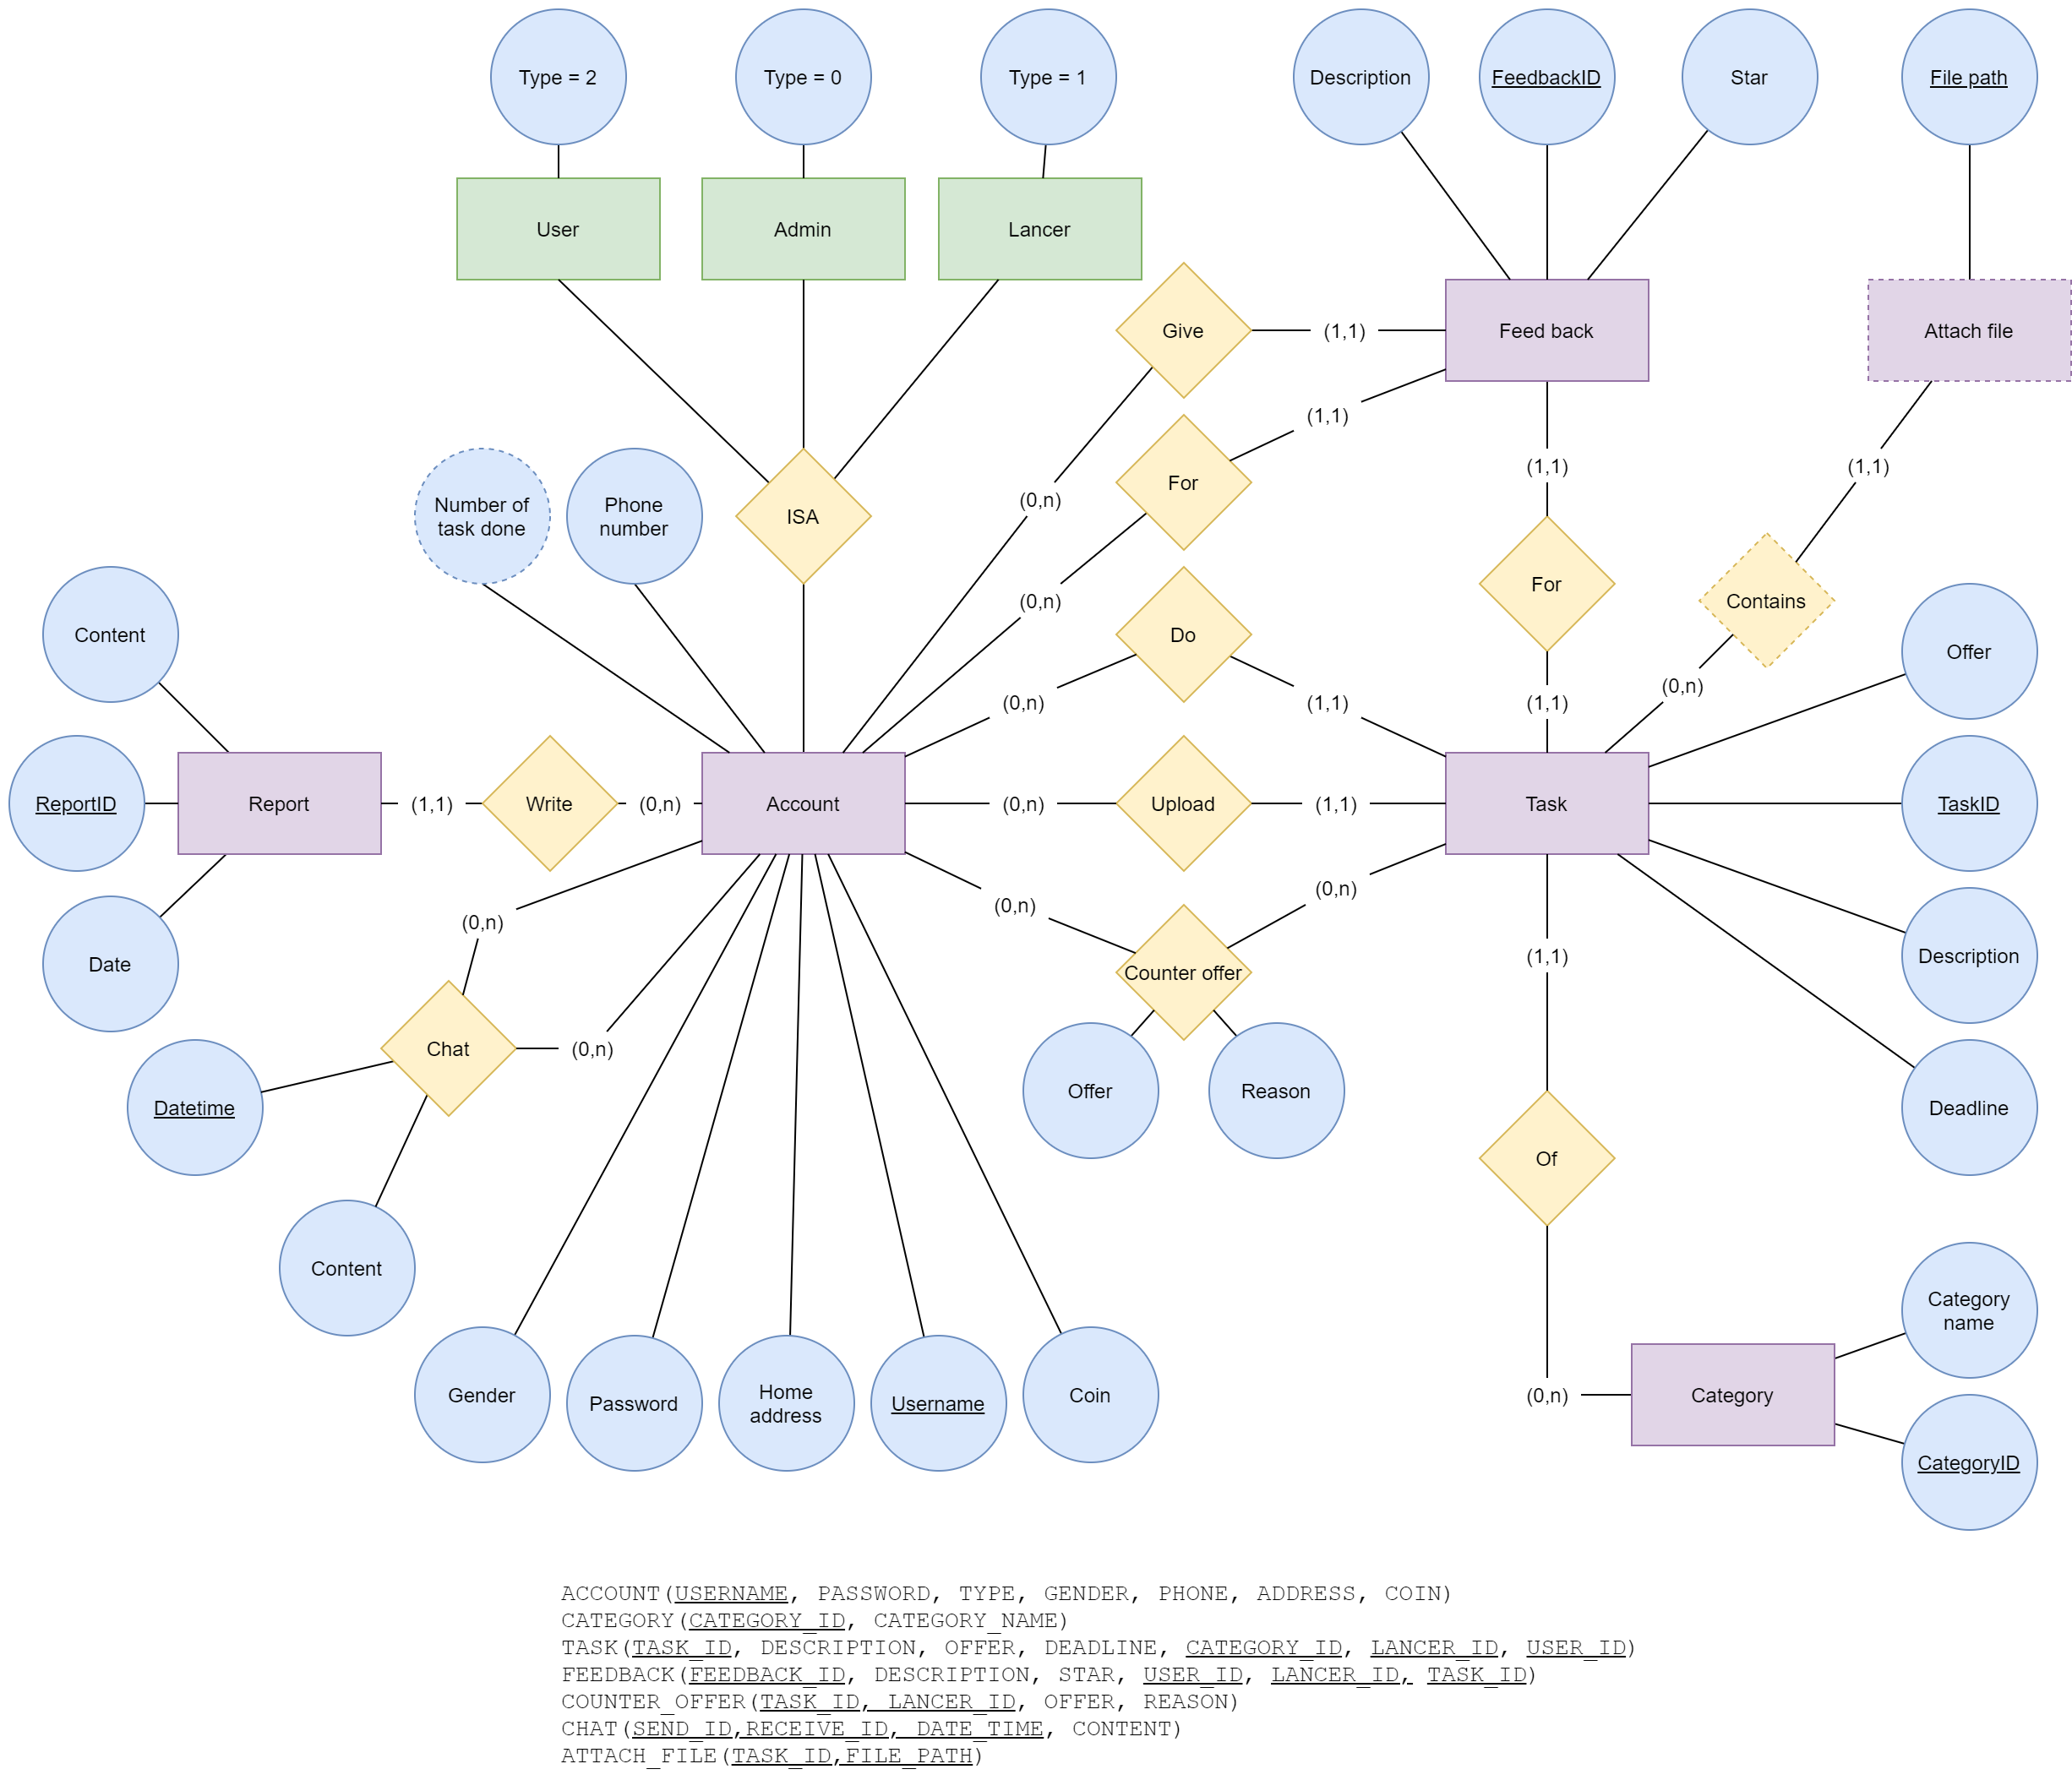 Type = 2
Type = 0
Type = 1
Description
FeedbackID
Star
File path
User
Admin
Lancer
Give
(1,1)
Feed back
Attach file
(1,1)
For
(1,1)
(1,1)
(0,n)
Number of
task done
Phone
number
ISA
For
Contains
(0,n)
Content
Do
Offer
(0,n)
(0,n)
(1,1)
(1,1)
ReportID
Report
(1,1)
Write
(0,n)
Account
(0,n)
Upload
(1,1)
Task
TaskID
(0,n)
(0,n)
(0,n)
Date
Counter offer
(1,1)
Description
Chat
(0,n)
Datetime
Offer
Reason
Deadline
Of
Content
Category
name
Gender
Password
Home
address
Username
Coin
(0,n)
Category
CategoryID
ACCOUNT(USERNAME, PASSWORD, TYPE, GENDER, PHONE, ADDRESS, COIN)
CATEGORY(CATEGORY_ID, CATEGORY_NAME)
TASK(TASK_ID, DESCRIPTION, OFFER, DEADLINE, CATEGORY_ID, LANCER_ID, USER_ID)
FEEDBACK(FEEDBACK_ID, DESCRIPTION, STAR, USER_ID, LANCER_ID, TASK_ID)
COUNTER_OFFER(TASK_ID, LANCER_ID, OFFER, REASON)
CHAT(SEND_ID,RECEIVE_ID, DATE_TIME, CONTENT)
ATTACH_FILE(TASK_ID,FILE_PATH)